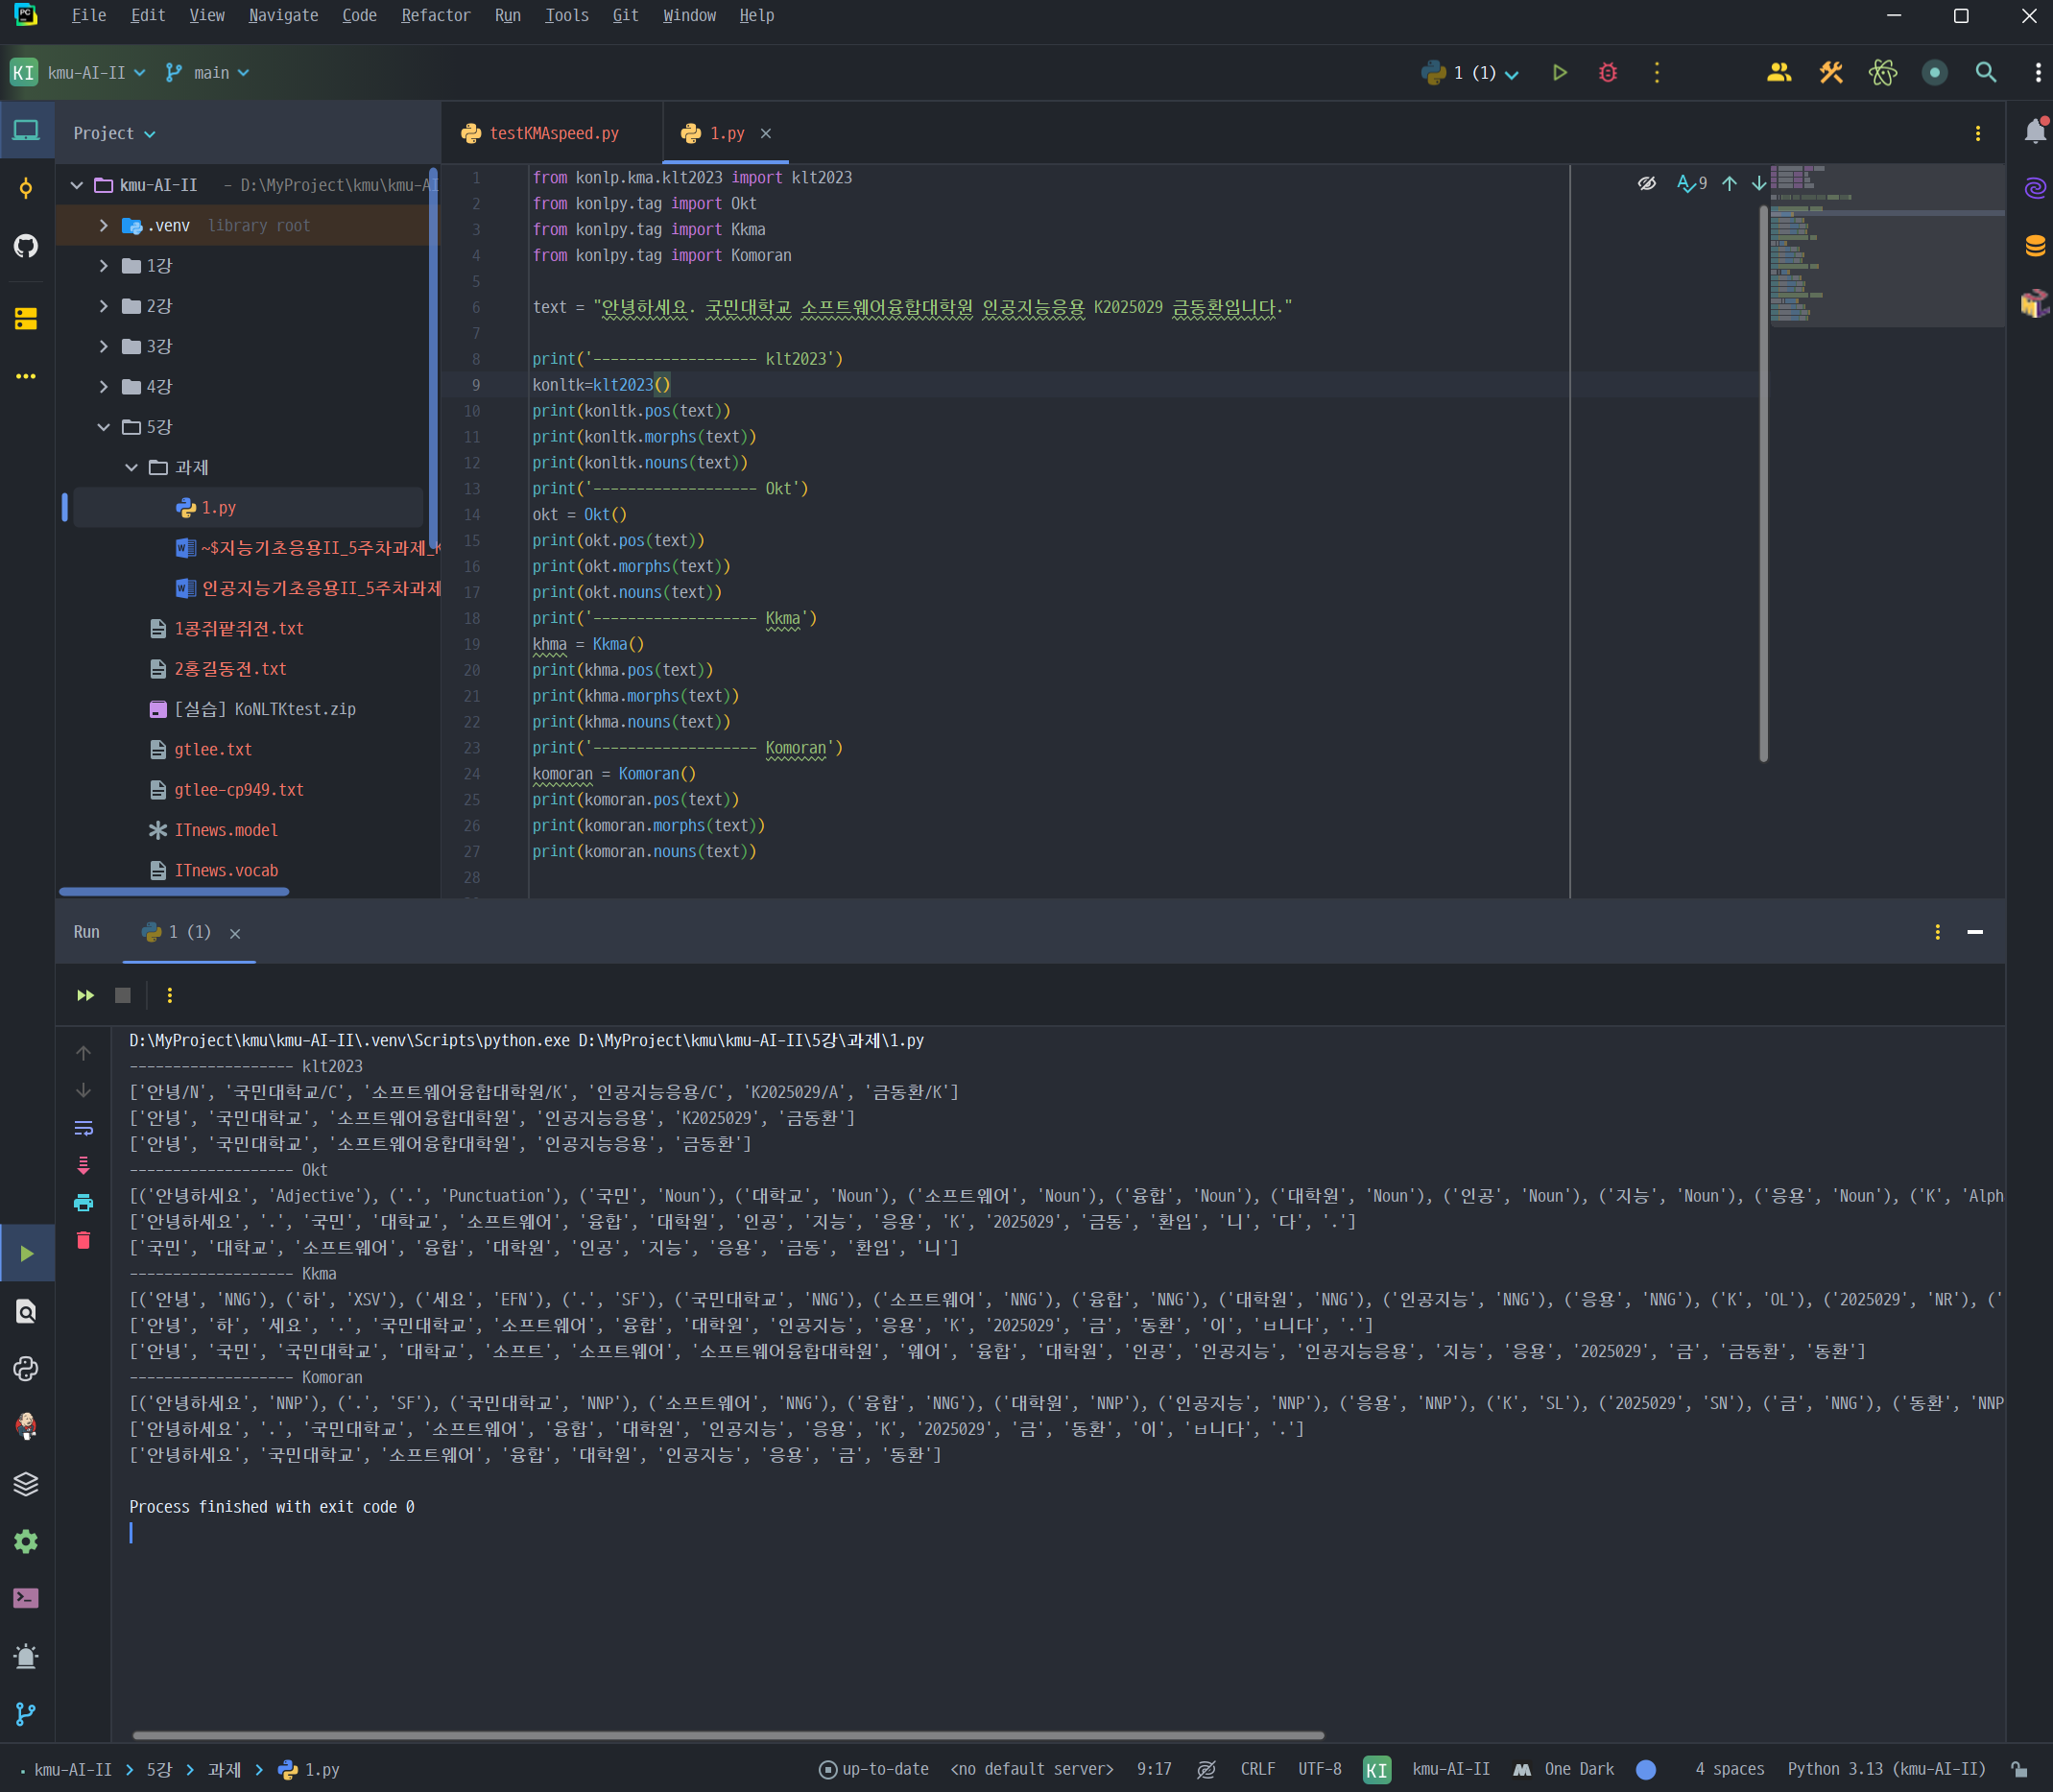 File Edit View Navigate Code Refactor Run Tools Git Window Help
KI kmu-AI-II main 1 (1)
Project
testKMAspeed.py
1.py
kmu-AI-II – D:\MyProject\kmu\kmu-AI
.venv library root
1강
2강
3강
4강
5강
과제
1.py
~$지능기초응용II_5주차과제_K
인공지능기초응용II_5주차과제
1콩쥐팥쥐전.txt
2홍길동전.txt
[실습] KoNLTKtest.zip
gtlee.txt
gtlee-cp949.txt
ITnews.model
ITnews.vocab
9
1 from konlp.kma.klt2023 import klt2023
2 from konlpy.tag import Okt
3 from konlpy.tag import Kkma
4 from konlpy.tag import Komoran
5
6 text = "안녕하세요. 국민대학교 소프트웨어융합대학원 인공지능응용 K2025029 금동환입니다."
7
8 print('------------------- klt2023')
9 konltk=klt2023()
10 print(konltk.pos(text))
11 print(konltk.morphs(text))
12 print(konltk.nouns(text))
13 print('------------------- Okt')
14 okt = Okt()
15 print(okt.pos(text))
16 print(okt.morphs(text))
17 print(okt.nouns(text))
18 print('------------------- Kkma')
19 khma = Kkma()
20 print(khma.pos(text))
21 print(khma.morphs(text))
22 print(khma.nouns(text))
23 print('------------------- Komoran')
24 komoran = Komoran()
25 print(komoran.pos(text))
26 print(komoran.morphs(text))
27 print(komoran.nouns(text))
28
Run 1 (1)
D:\MyProject\kmu\kmu-AI-II\.venv\Scripts\python.exe D:\MyProject\kmu\kmu-AI-II\5강\과제\1.py
------------------- klt2023
['안녕/N', '국민대학교/C', '소프트웨어융합대학원/K', '인공지능응용/C', 'K2025029/A', '금동환/K']
['안녕', '국민대학교', '소프트웨어융합대학원', '인공지능응용', 'K2025029', '금동환']
['안녕', '국민대학교', '소프트웨어융합대학원', '인공지능응용', '금동환']
------------------- Okt
[('안녕하세요', 'Adjective'), ('.', 'Punctuation'), ('국민', 'Noun'), ('대학교', 'Noun'), ('소프트웨어', 'Noun'), ('융합', 'Noun'), ('대학원', 'Noun'), ('인공', 'Noun'), ('지능', 'Noun'), ('응용', 'Noun'), ('K', 'Alph
['안녕하세요', '.', '국민', '대학교', '소프트웨어', '융합', '대학원', '인공', '지능', '응용', 'K', '2025029', '금동', '환입', '니', '다', '.']
['국민', '대학교', '소프트웨어', '융합', '대학원', '인공', '지능', '응용', '금동', '환입', '니']
------------------- Kkma
[('안녕', 'NNG'), ('하', 'XSV'), ('세요', 'EFN'), ('.', 'SF'), ('국민대학교', 'NNG'), ('소프트웨어', 'NNG'), ('융합', 'NNG'), ('대학원', 'NNG'), ('인공지능', 'NNG'), ('응용', 'NNG'), ('K', 'OL'), ('2025029', 'NR'), ('
['안녕', '하', '세요', '.', '국민대학교', '소프트웨어', '융합', '대학원', '인공지능', '응용', 'K', '2025029', '금', '동환', '이', 'ㅂ니다', '.']
['안녕', '국민', '국민대학교', '대학교', '소프트', '소프트웨어', '소프트웨어융합대학원', '웨어', '융합', '대학원', '인공', '인공지능', '인공지능응용', '지능', '응용', '2025029', '금', '금동환', '동환']
------------------- Komoran
[('안녕하세요', 'NNP'), ('.', 'SF'), ('국민대학교', 'NNP'), ('소프트웨어', 'NNG'), ('융합', 'NNG'), ('대학원', 'NNP'), ('인공지능', 'NNP'), ('응용', 'NNP'), ('K', 'SL'), ('2025029', 'SN'), ('금', 'NNG'), ('동환', 'NNP
['안녕하세요', '.', '국민대학교', '소프트웨어', '융합', '대학원', '인공지능', '응용', 'K', '2025029', '금', '동환', '이', 'ㅂ니다', '.']
['안녕하세요', '국민대학교', '소프트웨어', '융합', '대학원', '인공지능', '응용', '금', '동환']

Process finished with exit code 0
kmu-AI-II > 5강 > 과제 > 1.py up-to-date <no default server> 9:17 CRLF UTF-8 KI kmu-AI-II One Dark 4 spaces Python 3.13 (kmu-AI-II)